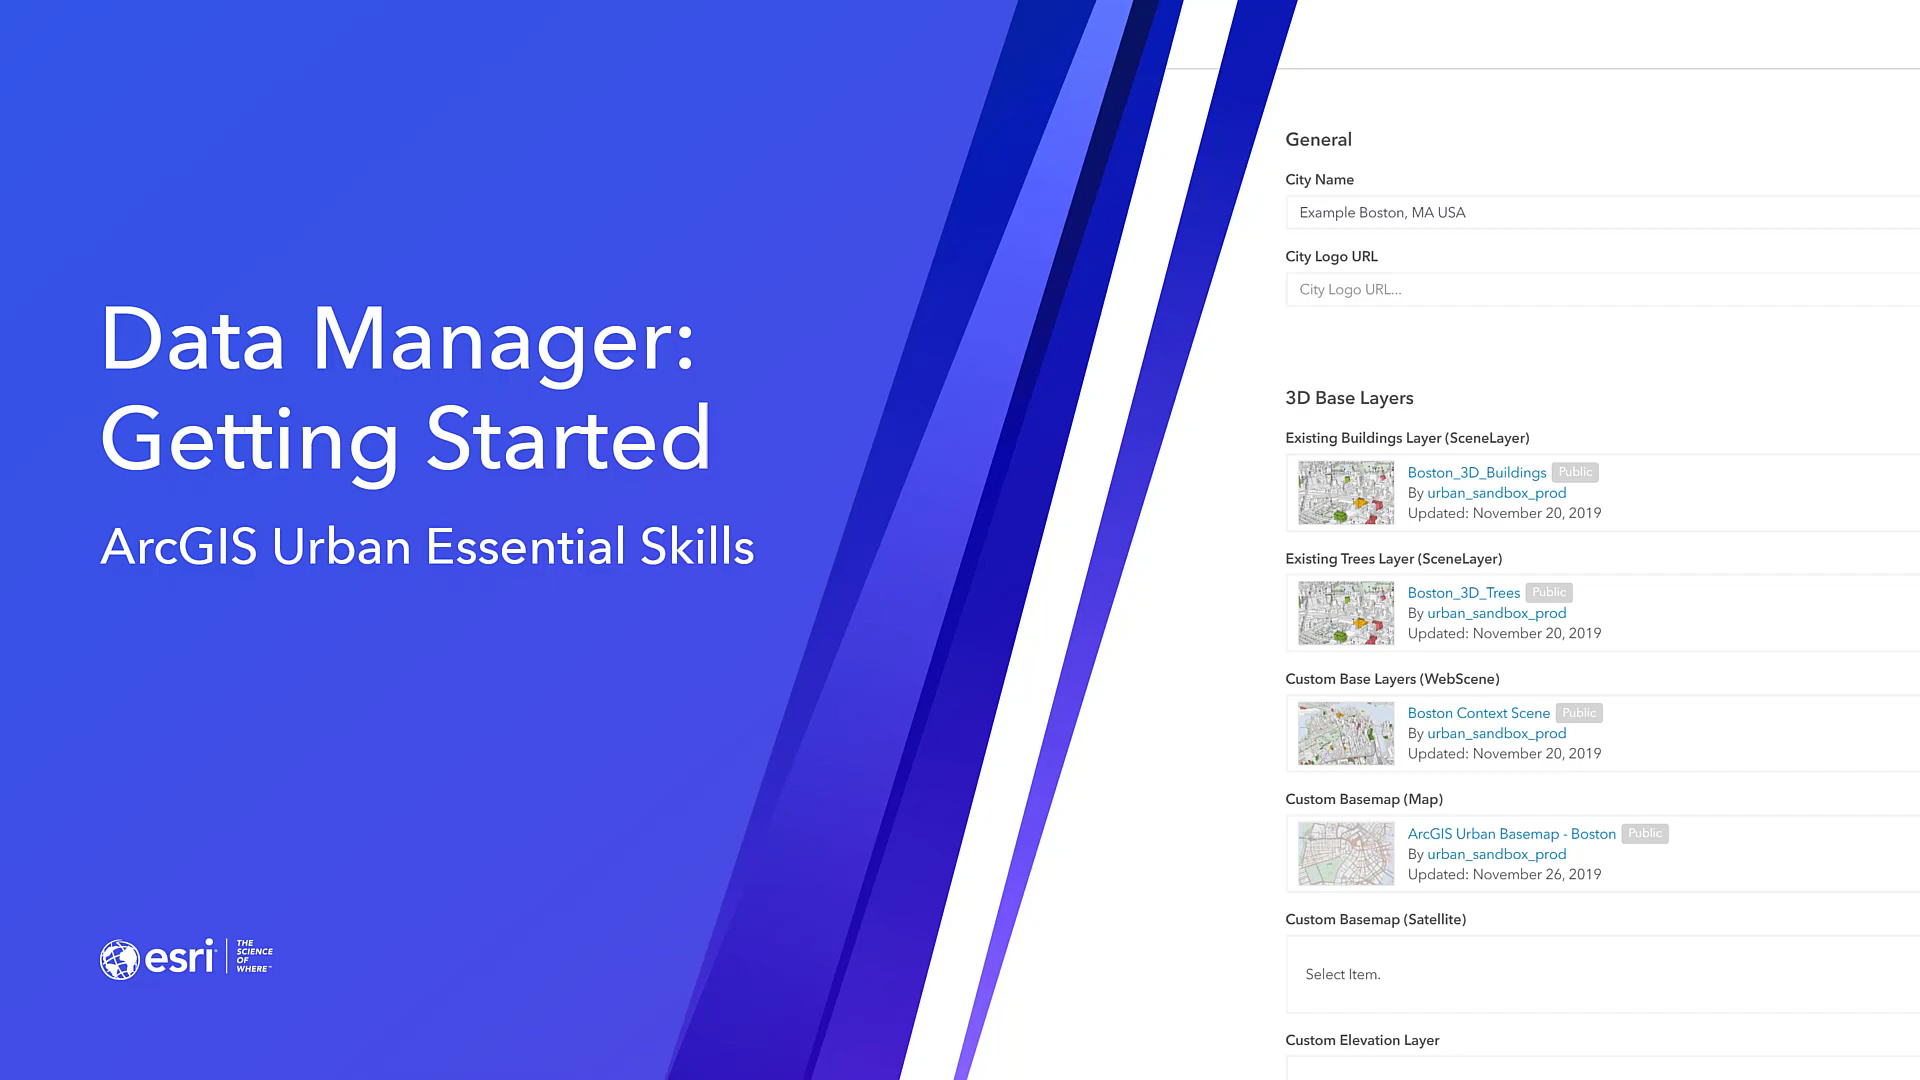 Data Manager:
Getting Started
ArcGIS Urban Essential Skills
esri
THE
SCIENCE
OF
WHERE™
General
City Name
Example Boston, MA USA
City Logo URL
City Logo URL...
3D Base Layers
Existing Buildings Layer (SceneLayer)
Boston_3D_Buildings Public
By urban_sandbox_prod
Updated: November 20, 2019
Existing Trees Layer (SceneLayer)
Boston_3D_Trees Public
By urban_sandbox_prod
Updated: November 20, 2019
Custom Base Layers (WebScene)
Boston Context Scene Public
By urban_sandbox_prod
Updated: November 20, 2019
Custom Basemap (Map)
ArcGIS Urban Basemap - Boston Public
By urban_sandbox_prod
Updated: November 26, 2019
Custom Basemap (Satellite)
Select Item.
Custom Elevation Layer